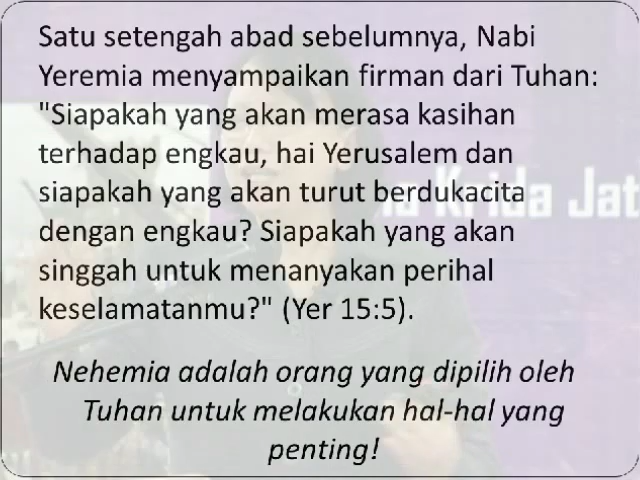 Satu setengah abad sebelumnya, Nabi
Yeremia menyampaikan firman dari Tuhan:
"Siapakah yang akan merasa kasihan
terhadap engkau, hai Yerusalem dan
siapakah yang akan turut berdukacita
dengan engkau? Siapakah yang akan
singgah untuk menanyakan perihal
keselamatanmu?" (Yer 15:5).
Nehemia adalah orang yang dipilih oleh
Tuhan untuk melakukan hal-hal yang
penting!
Krida Jat